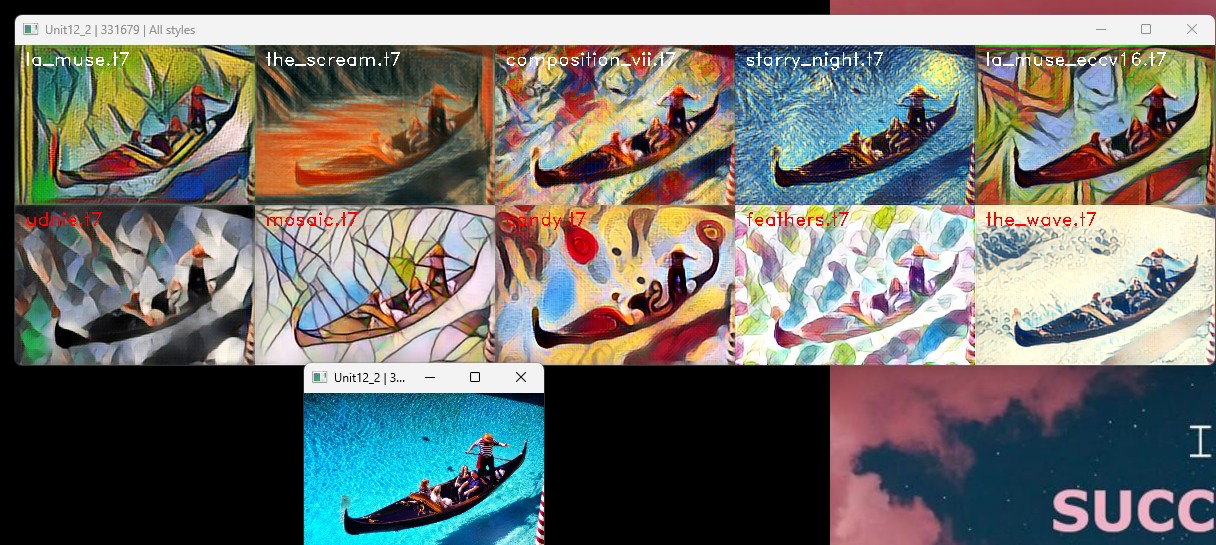 Unit12_2 | 331679 | All styles
la_muse.t7
the_scream.t7
composition_vii.t7
starry_night.t7
la_muse_eccv16.t7
udnie.t7
mosaic.t7
candy.t7
feathers.t7
the_wave.t7
Unit12_2 | 3...
I
SUCC